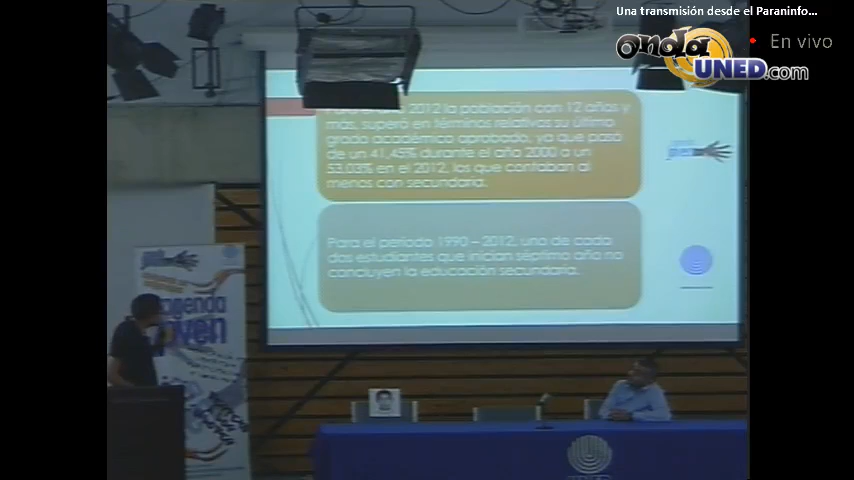 Una transmisión desde el Paraninfo...
onda
UNED.com
En vivo
2012 la población con 12 años y
más, superó en términos relativos su último
grado académico aprobado, ya que pasa
de un 41,45% durante el año 2000 a un
53,03% en el 2012, los que contaban al
menos con secundaria.
Para el período 1990 – 2012, uno de cada
dos estudiantes que inician séptimo año no
concluyen la educación secundaria.
agenda
joven